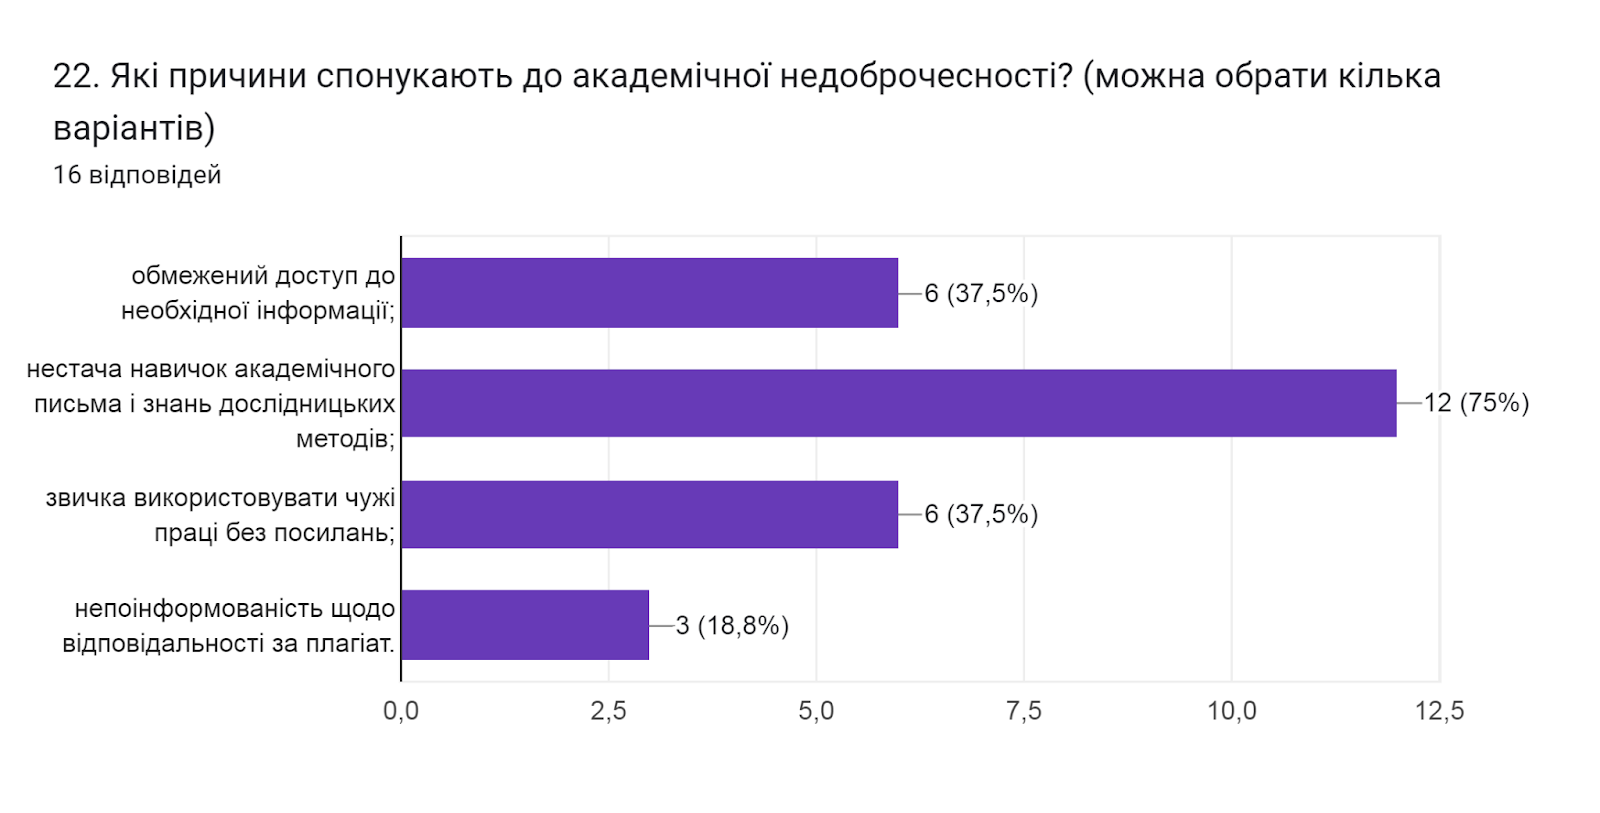 22. Які причини спонукають до академічної недоброчесності? (можна обрати кілька
варіантів)
16 відповідей
обмежений доступ до
необхідної інформації;
6 (37,5%)
нестача навичок академічного
письма і знань дослідницьких
методів;
12 (75%)
звичка використовувати чужі
праці без посилань;
6 (37,5%)
непоінформованість щодо
відповідальності за плагіат.
3 (18,8%)
0,0 2,5 5,0 7,5 10,0 12,5